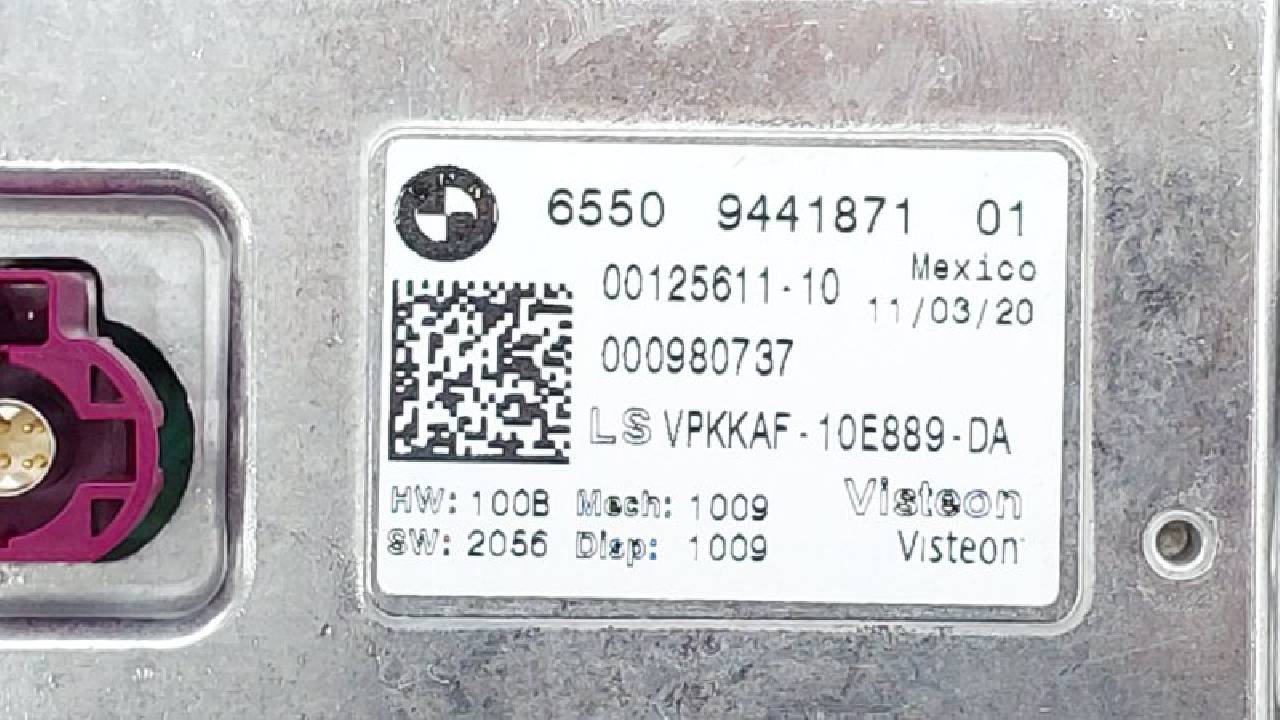 6550 9441871 01
00125611-10 Mexico
11/03/20
000980737
LS VPKKAF-10E889-DA
HW: 100B Mech: 1009 Visteon
SW: 2056 Disp: 1009 Visteon